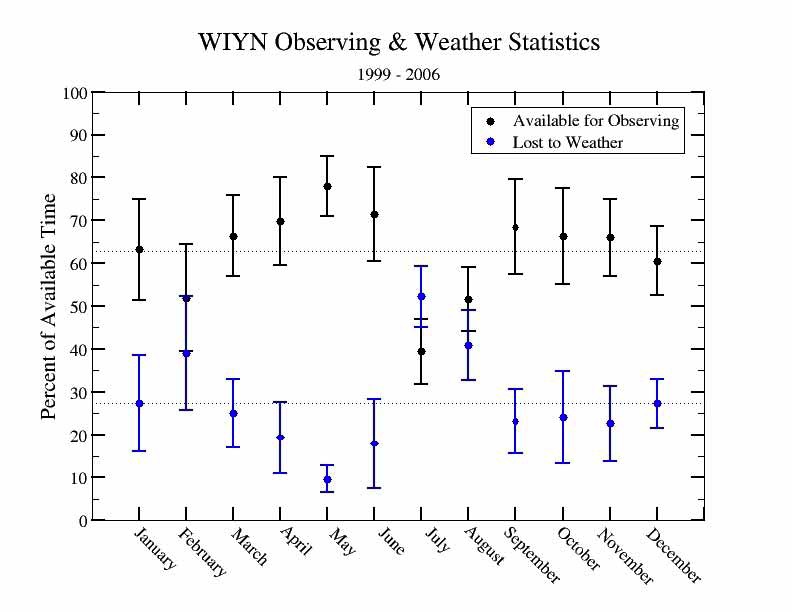 WIYN Observing & Weather Statistics
1999 - 2006
Available for Observing
Lost to Weather
Percent of Available Time
100
90
80
70
60
50
40
30
20
10
0
January
February
March
April
May
June
July
August
September
October
November
December